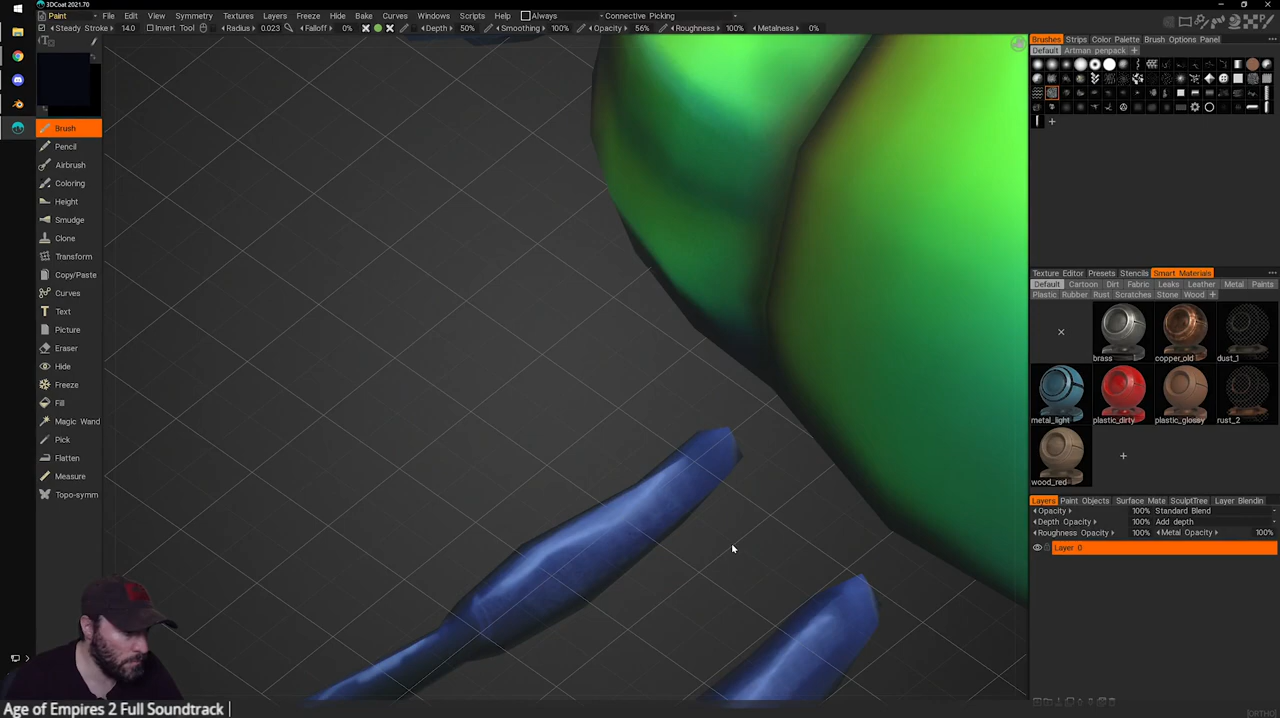 3DCoat 2021.70
Paint File Edit View Symmetry Textures Layers Freeze Hide Bake Curves Windows Scripts Help Always Connective Picking
Steady Stroke 14.0 Invert Tool Radius 0.023 Falloff 0% Depth 50% Smoothing 100% Opacity 56% Roughness 100% Metalness 0%
Brushes Strips Color Palette Brush Options Panel
Default Artman penpack +
Brush
Pencil
Airbrush
Coloring
Height
Smudge
Clone
Transform
Copy/Paste
Curves
Text
Picture
Eraser
Hide
Freeze
Fill
Magic Wand
Pick
Flatten
Measure
Topo-symm
Texture Editor Presets Stencils Smart Materials
Default Cartoon Dirt Fabric Leaks Leather Metal Paints
Plastic Rubber Rust Scratches Stone Wood +
brass copper_old dust_1
metal_light plastic_dirty plastic_glossy rust_2
wood_red
Layers Paint Objects Surface Mate SculptTree Layer Blendin
Opacity 100% Standard Blend
Depth Opacity 100% Add depth
Roughness Opacity 100% Metal Opacity 100%
Layer 0
Age of Empires 2 Full Soundtrack |
[ORTHO]